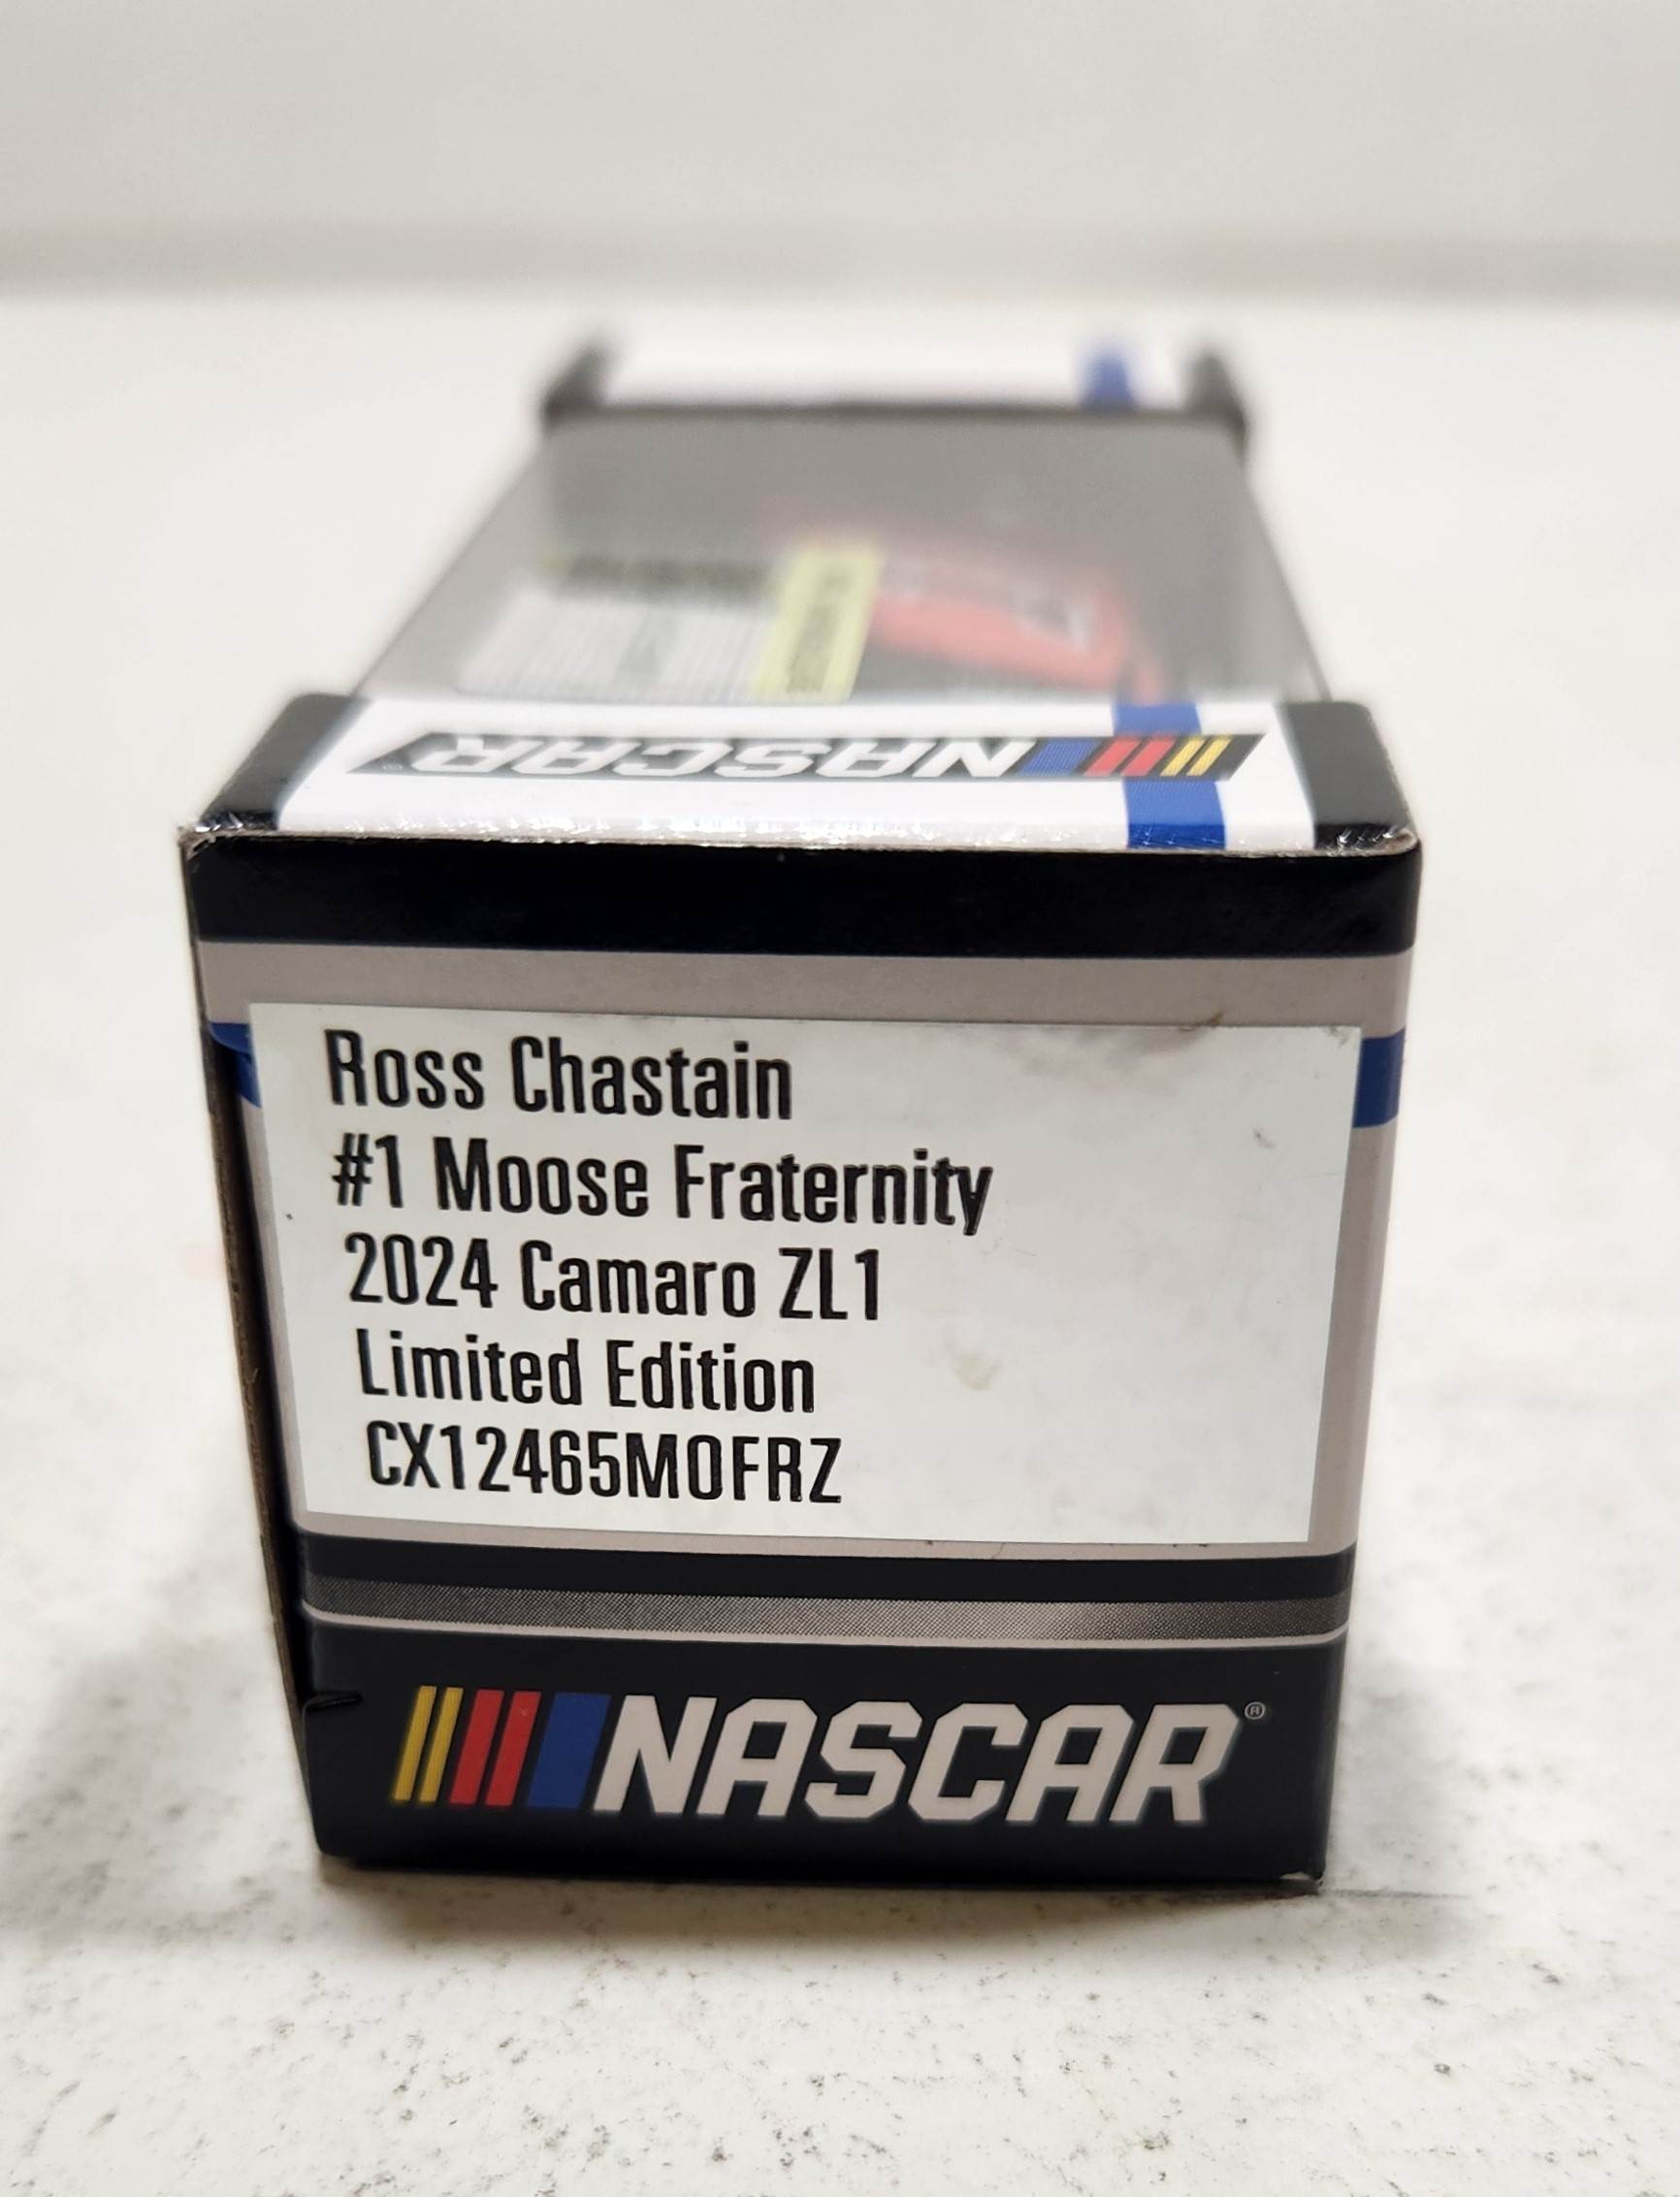 NASCAR
Ross Chastain
#1 Moose Fraternity
2024 Camaro ZL1
Limited Edition
CX12465MOFRZ
NASCAR®